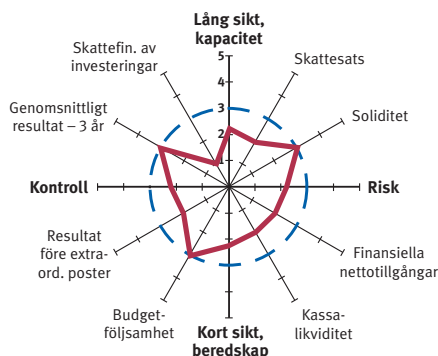 Lång sikt,
kapacitet
Skattefin. av
investeringar
Skattesats
5
4
3
2
1
Genomsnittligt
resultat – 3 år
Soliditet
Kontroll
Risk
Resultat
före extra-
ord. poster
Finansiella
nettotillgångar
Budget-
följsamhet
Kassa-
likviditet
Kort sikt,
beredskap